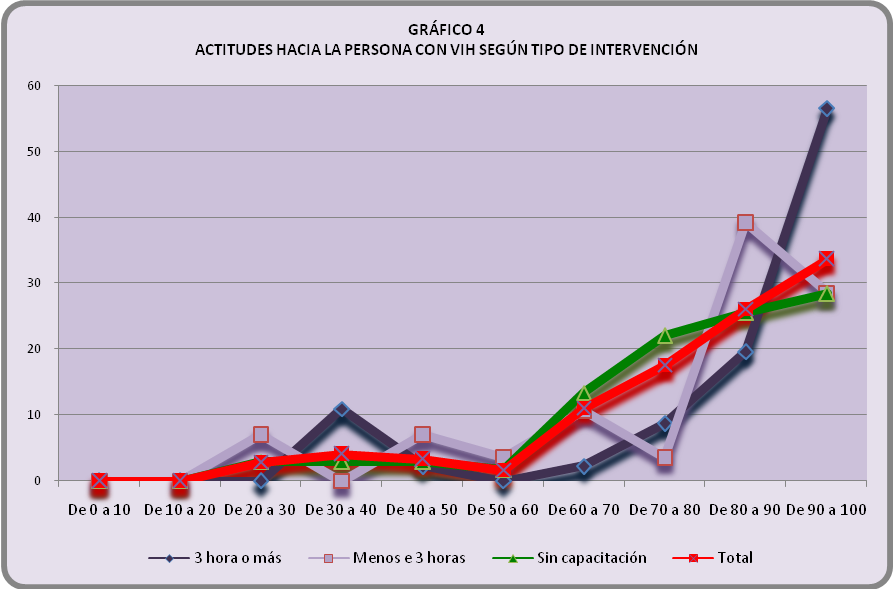 GRÁFICO 4
ACTITUDES HACIA LA PERSONA CON VIH SEGÚN TIPO DE INTERVENCIÓN
60
50
40
30
20
10
0
De 0 a 10 De 10 a 20 De 20 a 30 De 30 a 40 De 40 a 50 De 50 a 60 De 60 a 70 De 70 a 80 De 80 a 90 De 90 a 100
3 hora o más Menos e 3 horas Sin capacitación Total